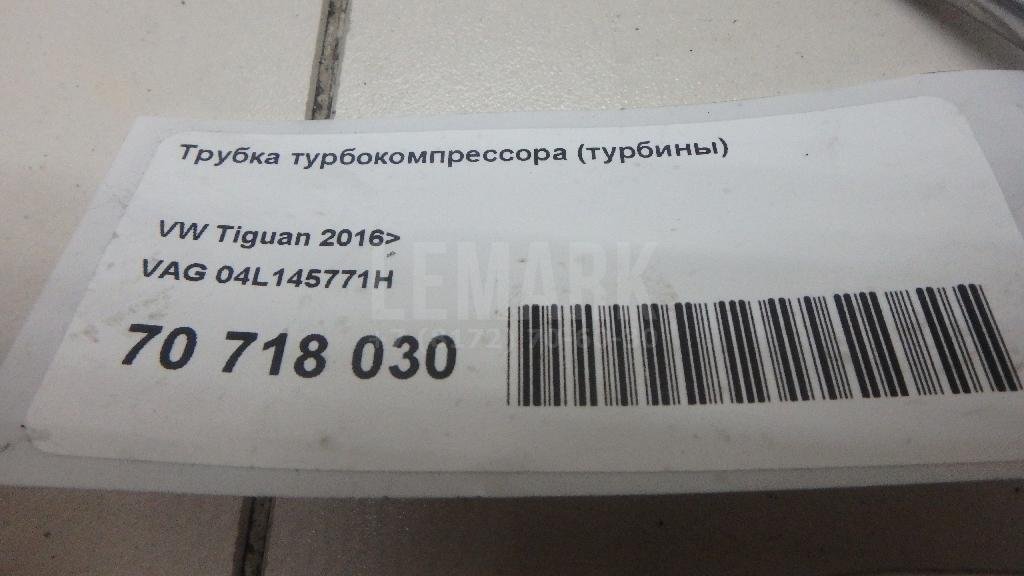 Трубка турбокомпрессора (турбины)
VW Tiguan 2016>
VAG 04L145771H
70 718 030
LEMARK